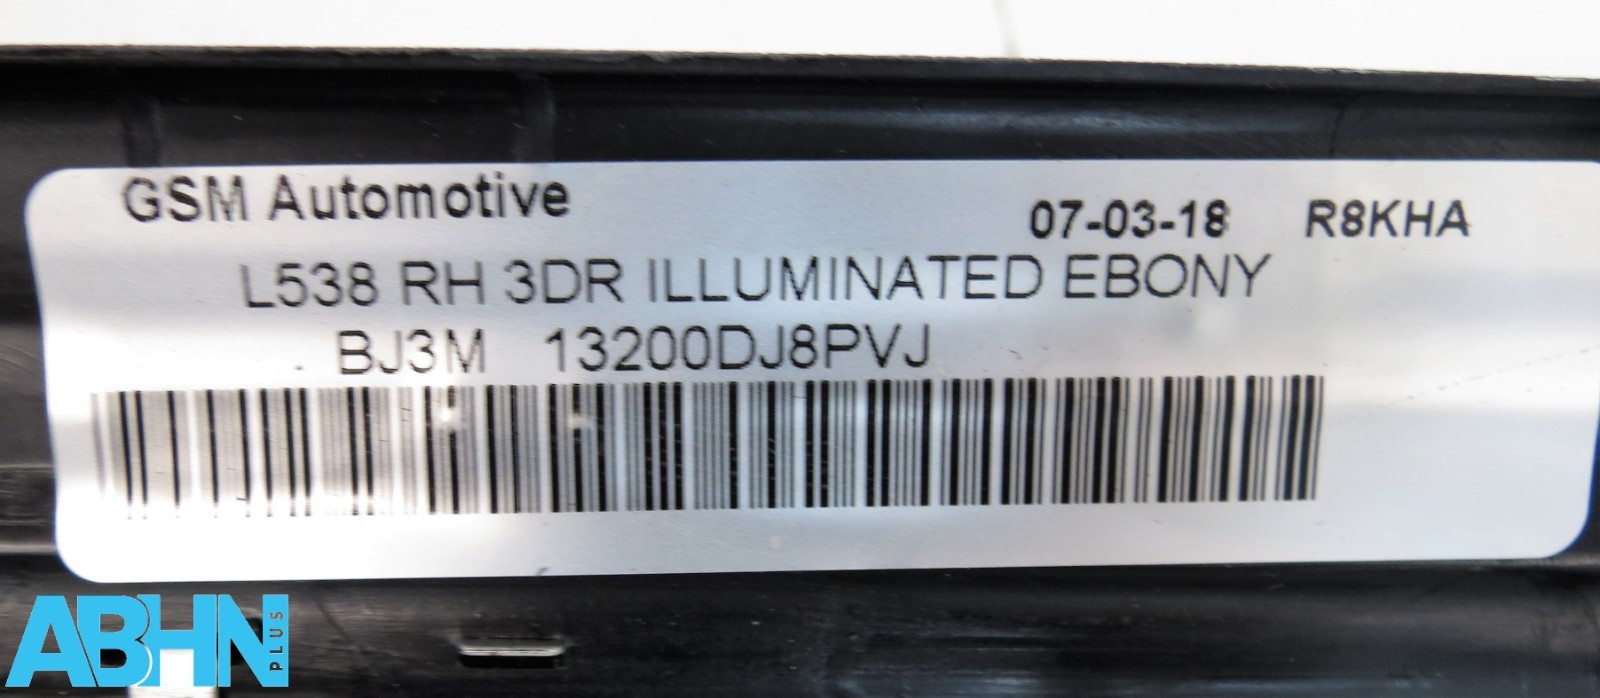 GSM Automotive 07-03-18 R8KHA
L538 RH 3DR ILLUMINATED EBONY
BJ3M 13200DJ8PVJ
ABHN PLUS